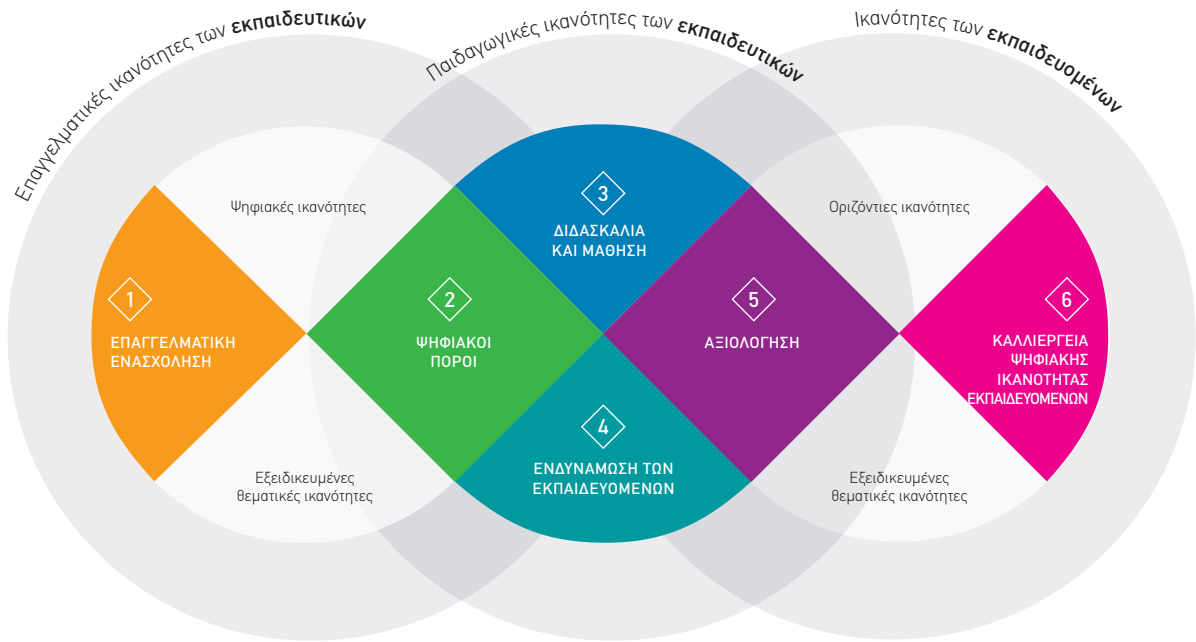 Επαγγελματικές ικανότητες των εκπαιδευτικών
Παιδαγωγικές ικανότητες των εκπαιδευτικών
Ικανότητες των εκπαιδευομένων
Ψηφιακές ικανότητες
Οριζόντιες ικανότητες
1
ΕΠΑΓΓΕΛΜΑΤΙΚΗ
ΕΝΑΣΧΟΛΗΣΗ
2
ΨΗΦΙΑΚΟΙ
ΠΟΡΟΙ
3
ΔΙΔΑΣΚΑΛΙΑ
ΚΑΙ ΜΑΘΗΣΗ
4
ΕΝΔΥΝΑΜΩΣΗ ΤΩΝ
ΕΚΠΑΙΔΕΥΟΜΕΝΩΝ
5
ΑΞΙΟΛΟΓΗΣΗ
6
ΚΑΛΛΙΕΡΓΕΙΑ
ΨΗΦΙΑΚΗΣ
ΙΚΑΝΟΤΗΤΑΣ
ΕΚΠΑΙΔΕΥΟΜΕΝΩΝ
Εξειδικευμένες
θεματικές ικανότητες
Εξειδικευμένες
θεματικές ικανότητες